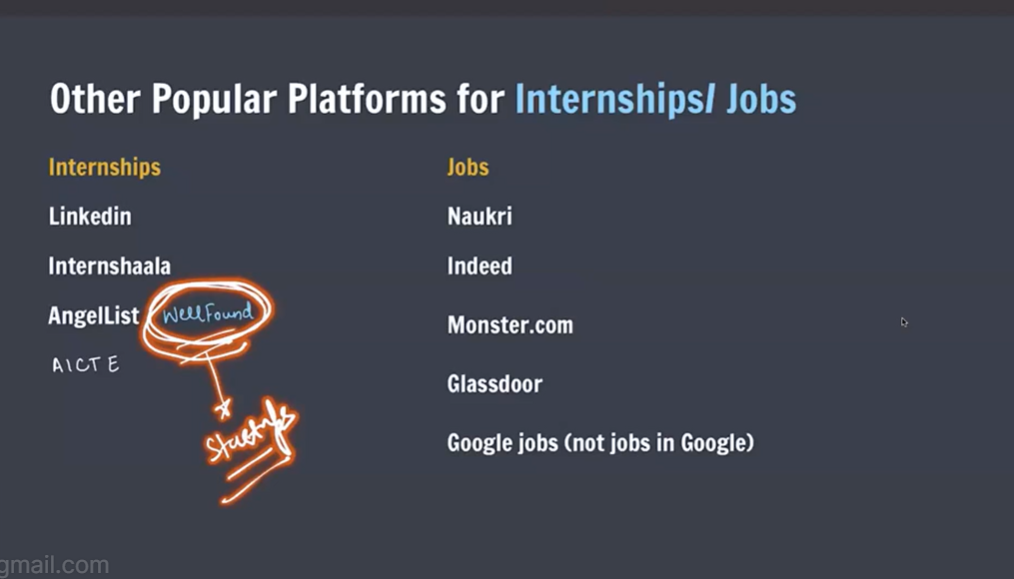 Other Popular Platforms for Internships/ Jobs
Internships
Linkedin
Internshaala
AngelList WellFound
AICTE
Startups
Jobs
Naukri
Indeed
Monster.com
Glassdoor
Google jobs (not jobs in Google)
gmail.com